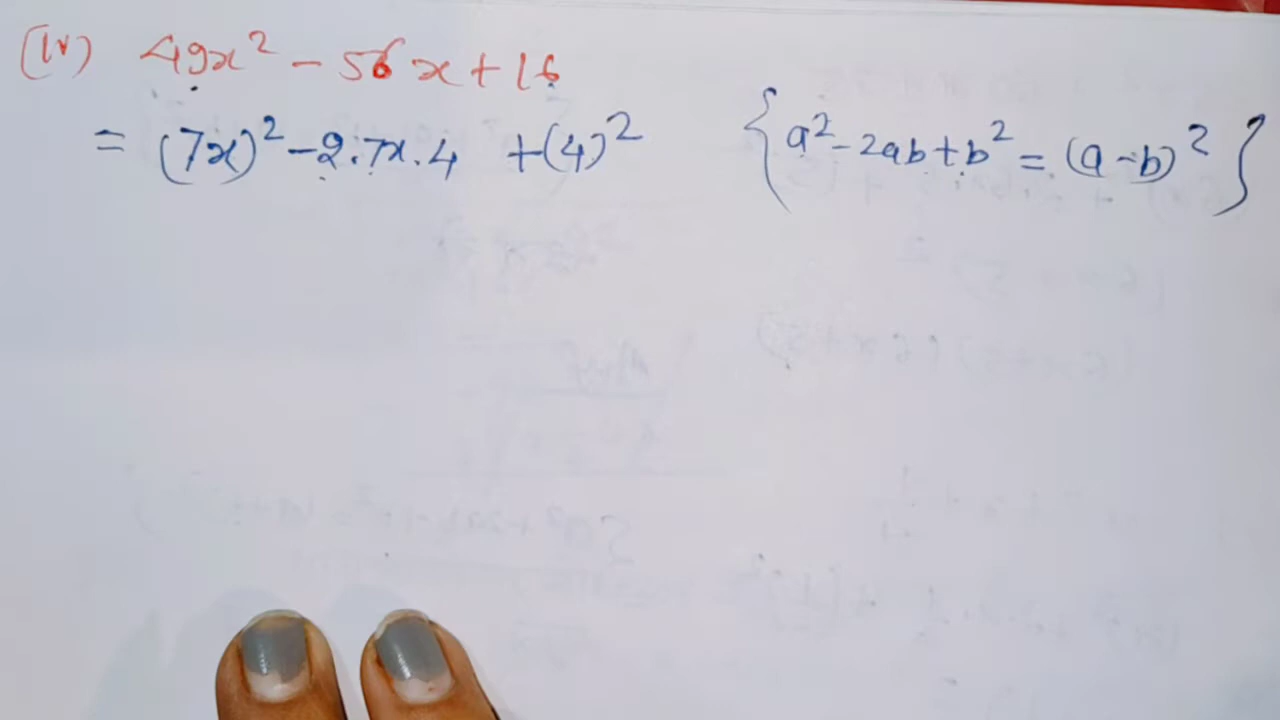 (iv) 49x² - 56x + 16
= (7x)² - 2.7x.4 + (4)² {a² - 2ab + b² = (a - b)²}